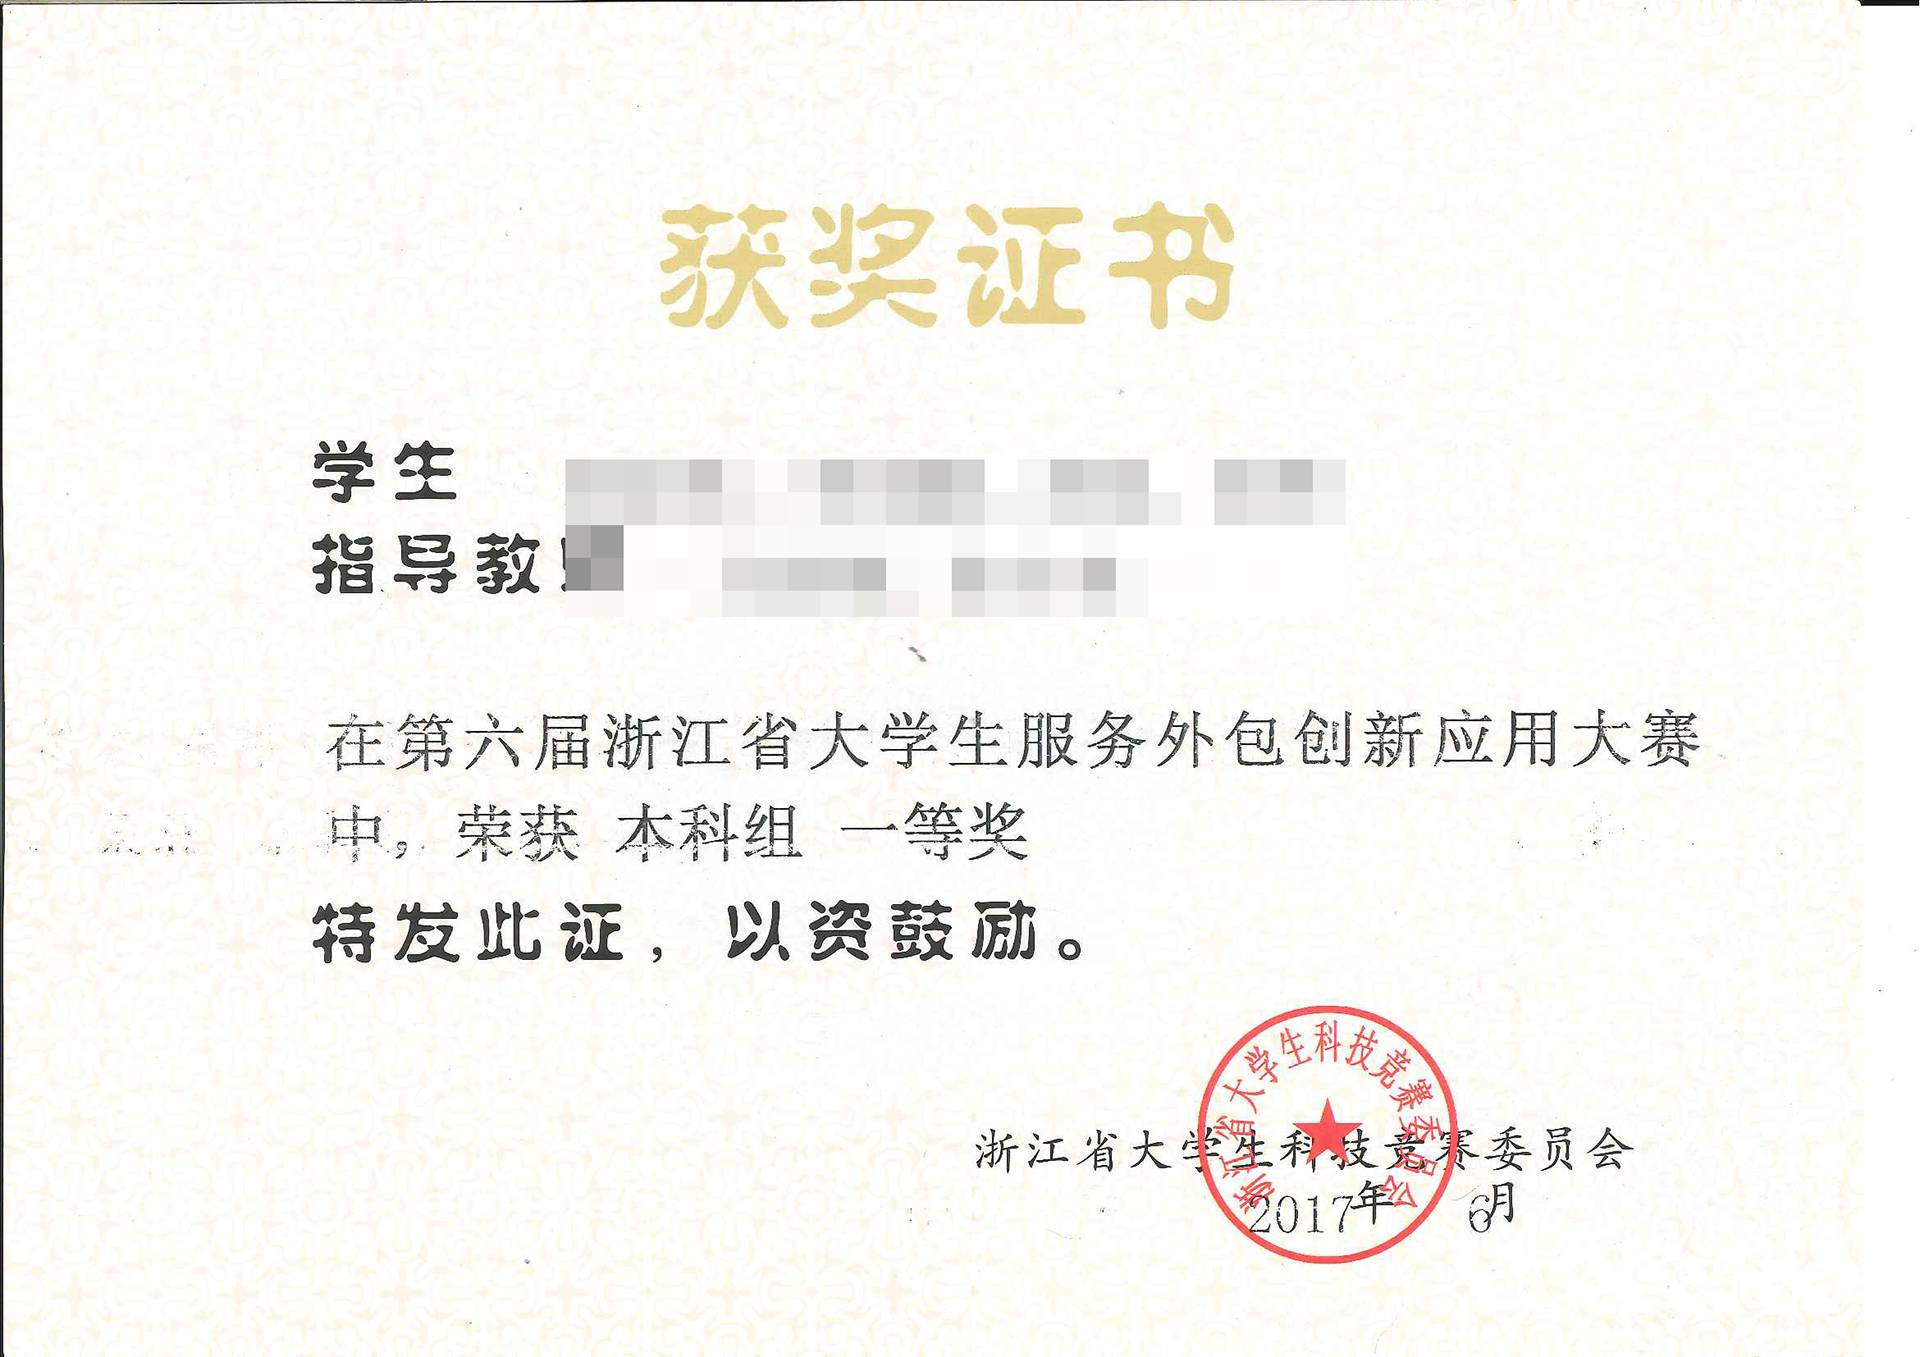 获奖证书
学生
指导教
在第六届浙江省大学生服务外包创新应用大赛
中，荣获 本科组 一等奖
特发此证，以资鼓励。
浙江省大学生科技竞赛委员会
浙江省大学生科技竞赛委员会
2017年 6月